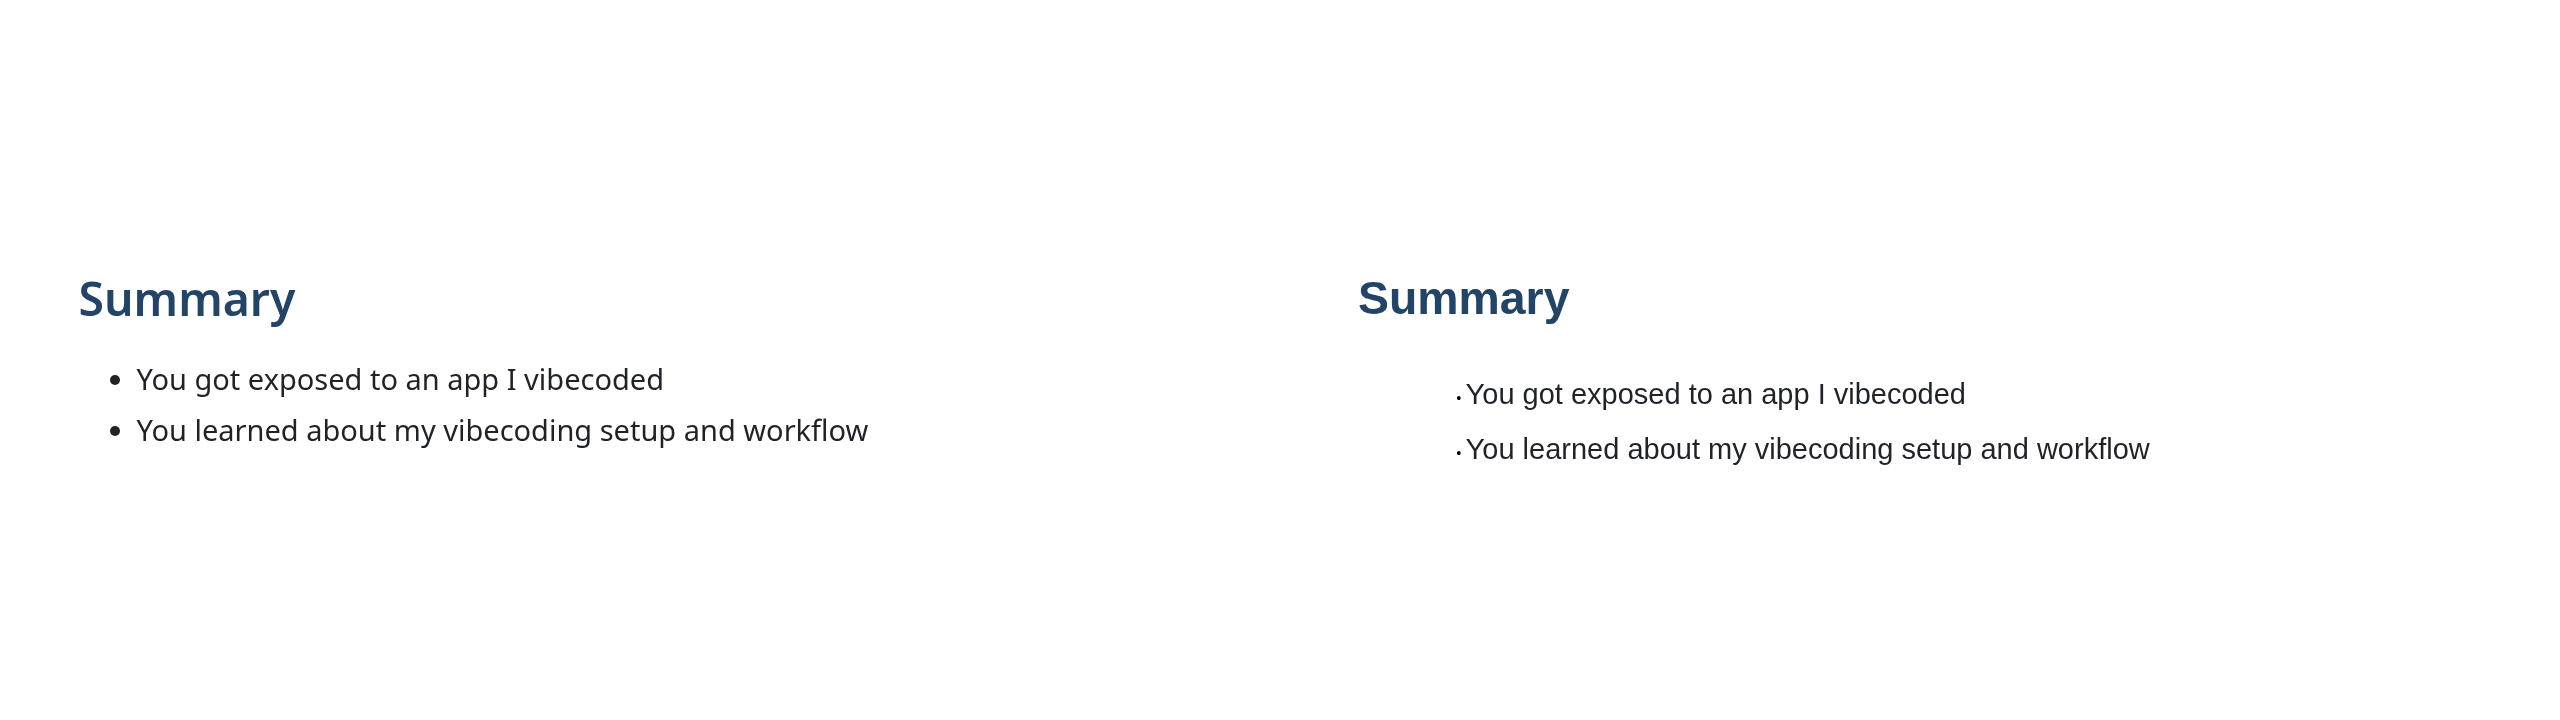 Summary
• You got exposed to an app I vibecoded
• You learned about my vibecoding setup and workflow
Summary
• You got exposed to an app I vibecoded
• You learned about my vibecoding setup and workflow